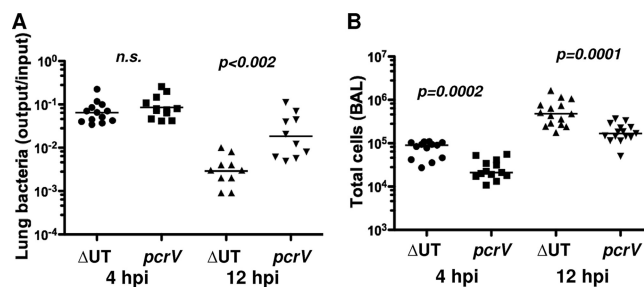 A
Lung bacteria (output/input)
10⁰
10⁻¹
10⁻²
10⁻³
10⁻⁴
n.s.
p<0.002
ΔUT pcrV ΔUT pcrV
4 hpi 12 hpi
B
Total cells (BAL)
10⁷
10⁶
10⁵
10⁴
10³
p=0.0002
p=0.0001
ΔUT pcrV ΔUT pcrV
4 hpi 12 hpi